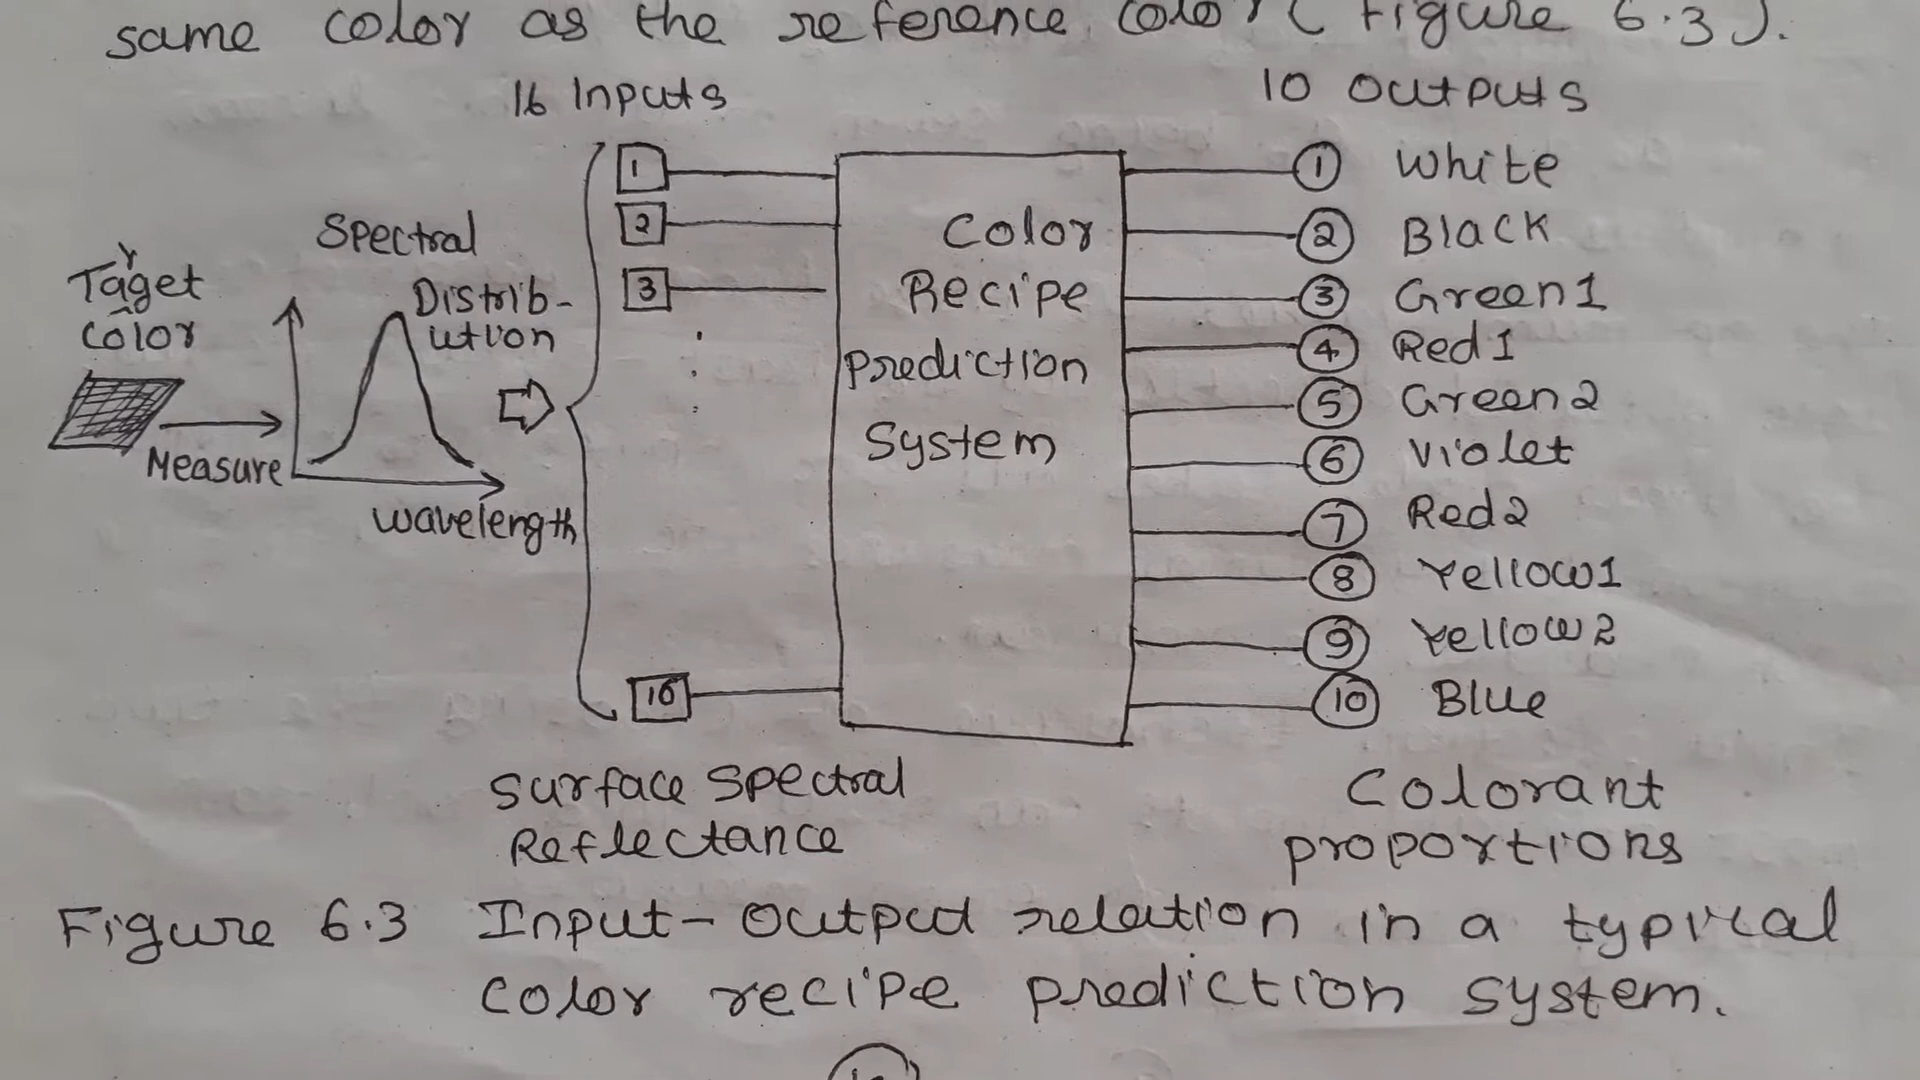 same color as the reference color (Figure 6.3).
16 Inputs
10 Outputs
Target
color
Measure
Spectral
Distrib-
ution
wavelength
1
2
3
16
Color
Recipe
Prediction
System
1 White
2 Black
3 Green1
4 Red1
5 Green2
6 Violet
7 Red2
8 Yellow1
9 Yellow2
10 Blue
Surface Spectral
Reflectance
Colorant
proportions
Figure 6.3 Input-Output relation in a typical
color recipe prediction system.